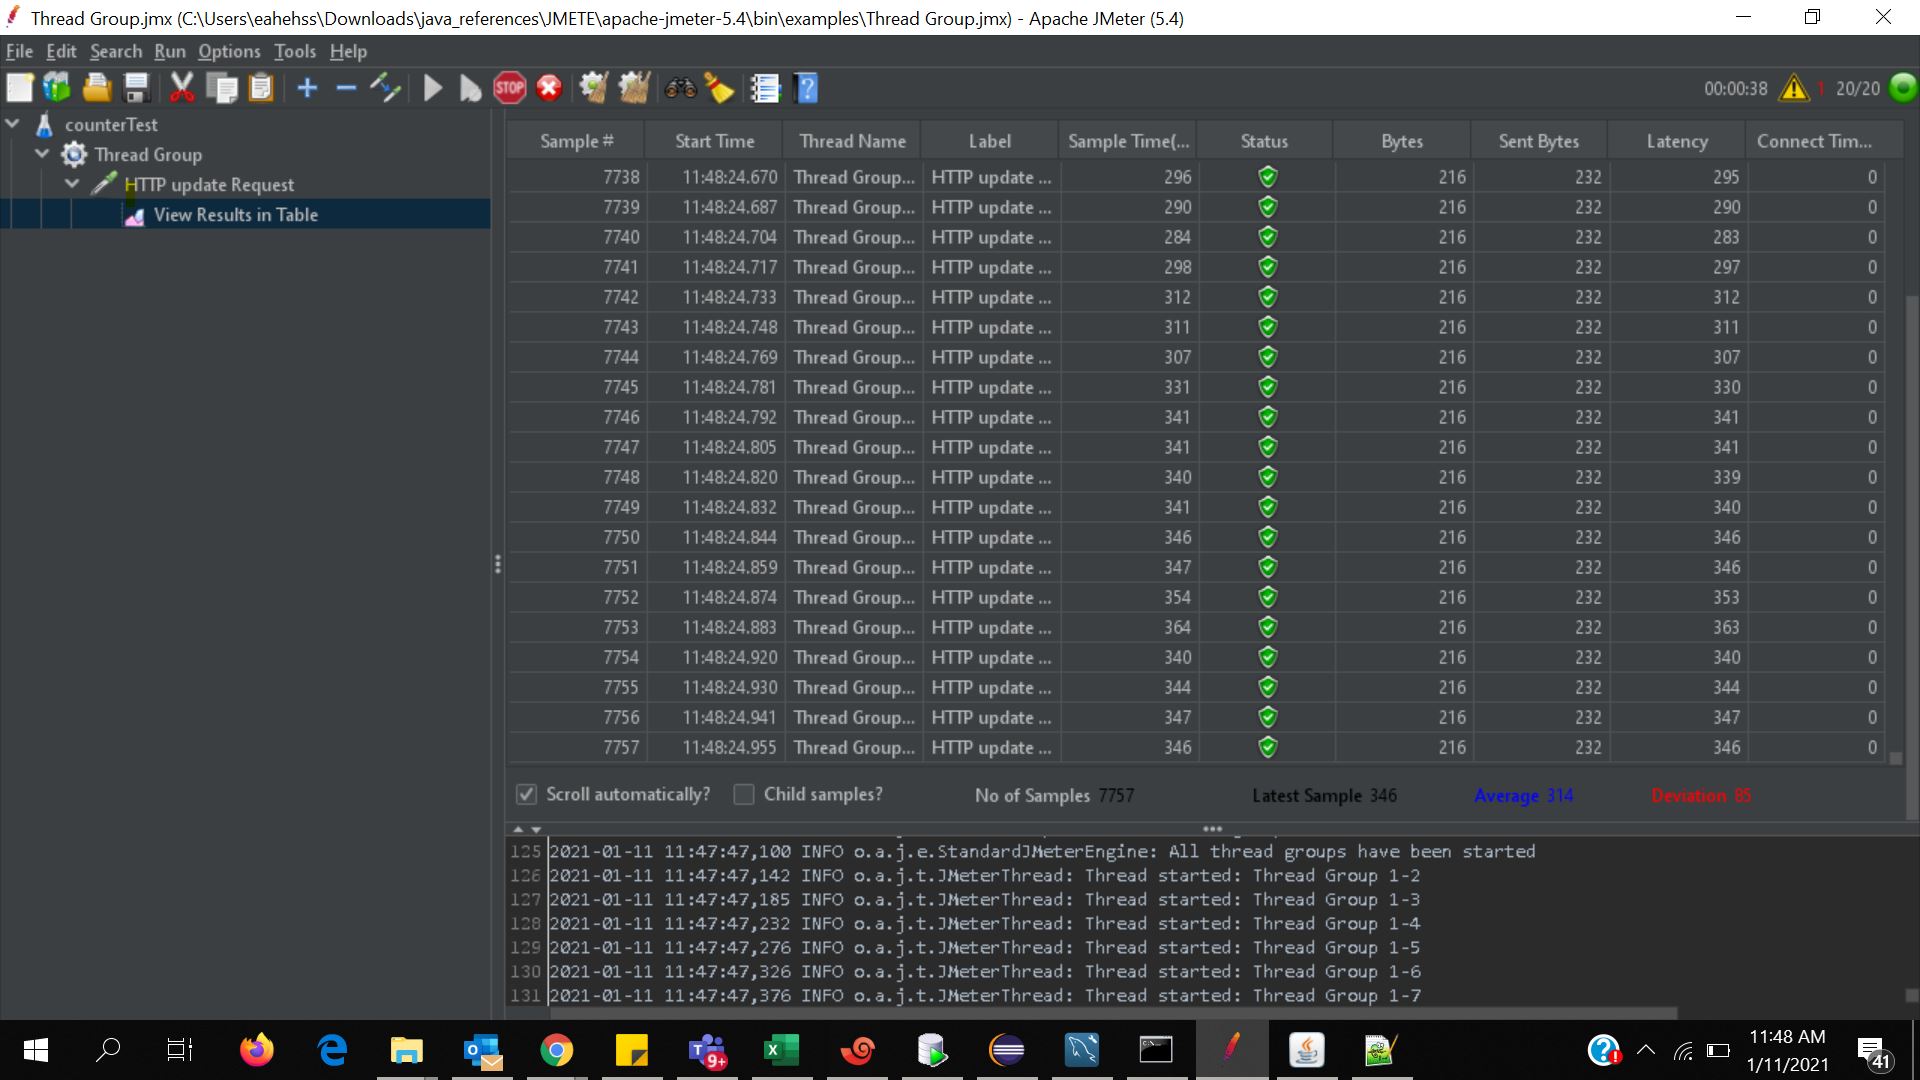 Thread Group.jmx (C:\Users\eahehss\Downloads\java_references\JMETE\apache-jmeter-5.4\bin\examples\Thread Group.jmx) - Apache JMeter (5.4)
File Edit Search Run Options Tools Help
STOP ? 00:00:38 1 20/20
counterTest
Thread Group
HTTP update Request
View Results in Table
Sample # Start Time Thread Name Label Sample Time(... Status Bytes Sent Bytes Latency Connect Tim...
7738 11:48:24.670 Thread Group... HTTP update ... 296 216 232 295 0
7739 11:48:24.687 Thread Group... HTTP update ... 290 216 232 290 0
7740 11:48:24.704 Thread Group... HTTP update ... 284 216 232 283 0
7741 11:48:24.717 Thread Group... HTTP update ... 298 216 232 297 0
7742 11:48:24.733 Thread Group... HTTP update ... 312 216 232 312 0
7743 11:48:24.748 Thread Group... HTTP update ... 311 216 232 311 0
7744 11:48:24.769 Thread Group... HTTP update ... 307 216 232 307 0
7745 11:48:24.781 Thread Group... HTTP update ... 331 216 232 330 0
7746 11:48:24.792 Thread Group... HTTP update ... 341 216 232 341 0
7747 11:48:24.805 Thread Group... HTTP update ... 341 216 232 341 0
7748 11:48:24.820 Thread Group... HTTP update ... 340 216 232 339 0
7749 11:48:24.832 Thread Group... HTTP update ... 341 216 232 340 0
7750 11:48:24.844 Thread Group... HTTP update ... 346 216 232 346 0
7751 11:48:24.859 Thread Group... HTTP update ... 347 216 232 346 0
7752 11:48:24.874 Thread Group... HTTP update ... 354 216 232 353 0
7753 11:48:24.883 Thread Group... HTTP update ... 364 216 232 363 0
7754 11:48:24.920 Thread Group... HTTP update ... 340 216 232 340 0
7755 11:48:24.930 Thread Group... HTTP update ... 344 216 232 344 0
7756 11:48:24.941 Thread Group... HTTP update ... 347 216 232 347 0
7757 11:48:24.955 Thread Group... HTTP update ... 346 216 232 346 0
Scroll automatically? Child samples? No of Samples 7757 Latest Sample 346 Average 314 Deviation 85
125 2021-01-11 11:47:47,100 INFO o.a.j.e.StandardJMeterEngine: All thread groups have been started
126 2021-01-11 11:47:47,142 INFO o.a.j.t.JMeterThread: Thread started: Thread Group 1-2
127 2021-01-11 11:47:47,185 INFO o.a.j.t.JMeterThread: Thread started: Thread Group 1-3
128 2021-01-11 11:47:47,232 INFO o.a.j.t.JMeterThread: Thread started: Thread Group 1-4
129 2021-01-11 11:47:47,276 INFO o.a.j.t.JMeterThread: Thread started: Thread Group 1-5
130 2021-01-11 11:47:47,326 INFO o.a.j.t.JMeterThread: Thread started: Thread Group 1-6
131 2021-01-11 11:47:47,376 INFO o.a.j.t.JMeterThread: Thread started: Thread Group 1-7
9+
11:48 AM
1/11/2021
41